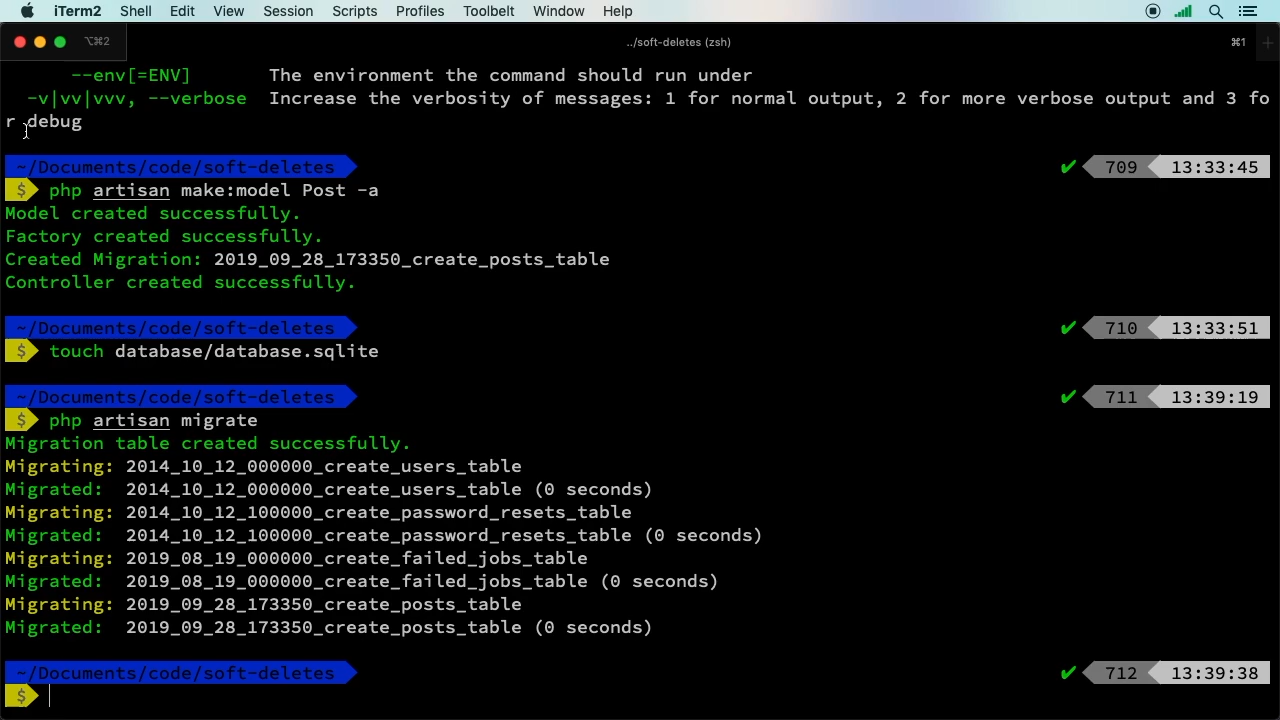 iTerm2 Shell Edit View Session Scripts Profiles Toolbelt Window Help
⌥⌘2 ../soft-deletes (zsh) ⌘1
--env[=ENV] The environment the command should run under
-v|vv|vvv, --verbose Increase the verbosity of messages: 1 for normal output, 2 for more verbose output and 3 fo
r debug
~/Documents/code/soft-deletes ✔ 709 13:33:45
$ php artisan make:model Post -a
Model created successfully.
Factory created successfully.
Created Migration: 2019_09_28_173350_create_posts_table
Controller created successfully.
~/Documents/code/soft-deletes ✔ 710 13:33:51
$ touch database/database.sqlite
~/Documents/code/soft-deletes ✔ 711 13:39:19
$ php artisan migrate
Migration table created successfully.
Migrating: 2014_10_12_000000_create_users_table
Migrated: 2014_10_12_000000_create_users_table (0 seconds)
Migrating: 2014_10_12_100000_create_password_resets_table
Migrated: 2014_10_12_100000_create_password_resets_table (0 seconds)
Migrating: 2019_08_19_000000_create_failed_jobs_table
Migrated: 2019_08_19_000000_create_failed_jobs_table (0 seconds)
Migrating: 2019_09_28_173350_create_posts_table
Migrated: 2019_09_28_173350_create_posts_table (0 seconds)
~/Documents/code/soft-deletes ✔ 712 13:39:38
$